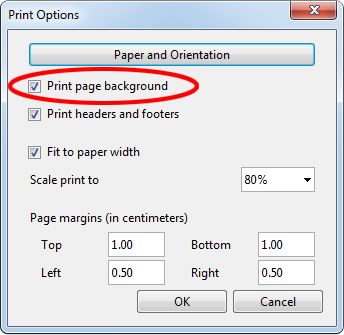 Print Options
Paper and Orientation
Print page background
Print headers and footers
Fit to paper width
Scale print to 80%
Page margins (in centimeters)
Top 1.00 Bottom 1.00
Left 0.50 Right 0.50
OK Cancel